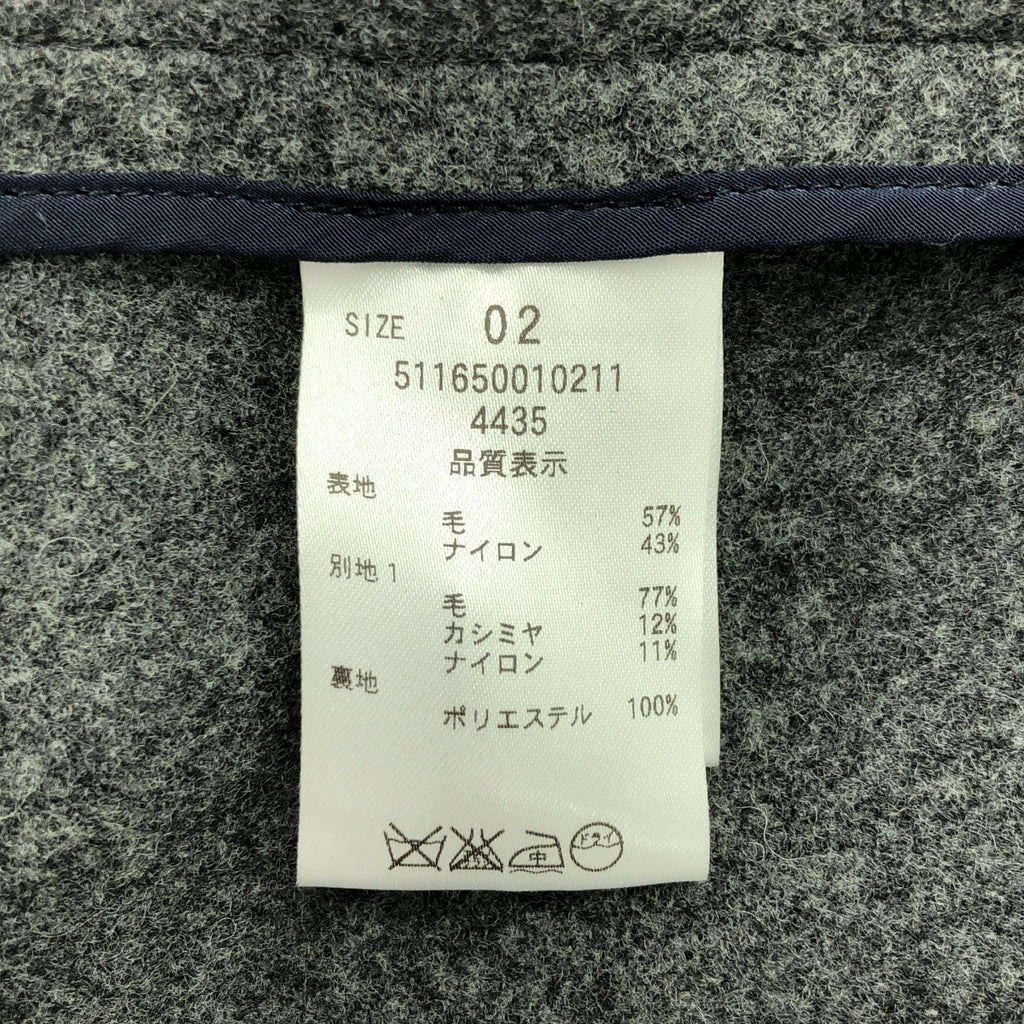 SIZE 02
511650010211
4435
品質表示
表地
毛 57%
ナイロン 43%
別地1
毛 77%
カシミヤ 12%
ナイロン 11%
裏地
ポリエステル 100%
中 ドライ